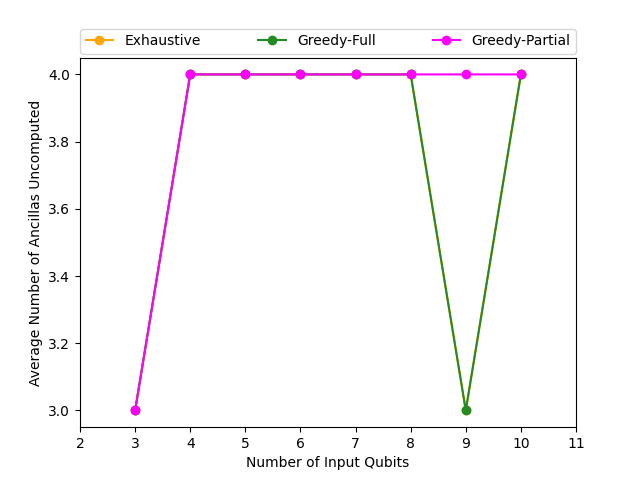 Exhaustive Greedy-Full Greedy-Partial
Average Number of Ancillas Uncomputed
4.0
3.8
3.6
3.4
3.2
3.0
2 3 4 5 6 7 8 9 10 11
Number of Input Qubits